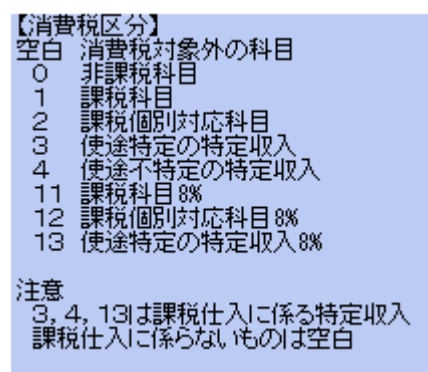 【消費税区分】
空白 消費税対象外の科目
0 非課税科目
1 課税科目
2 課税個別対応科目
3 使途特定の特定収入
4 使途不特定の特定収入
11 課税科目8%
12 課税個別対応科目8%
13 使途特定の特定収入8%
注意
3, 4, 13は課税仕入に係る特定収入
課税仕入に係らないものは空白